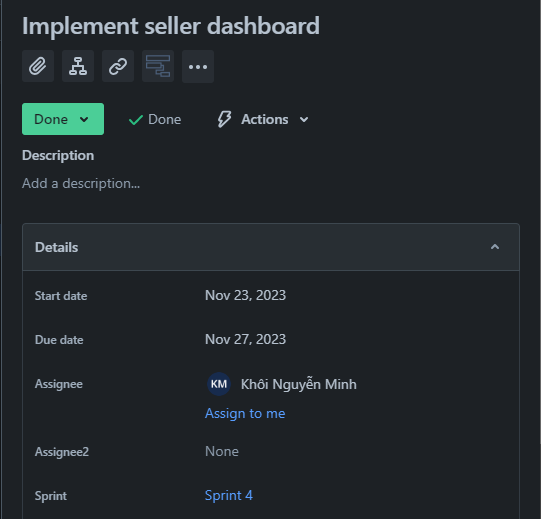 Implement seller dashboard
Done
Done
Actions
Description
Add a description...
Details
Start date
Nov 23, 2023
Due date
Nov 27, 2023
Assignee
KM
Khôi Nguyễn Minh
Assign to me
Assignee2
None
Sprint
Sprint 4